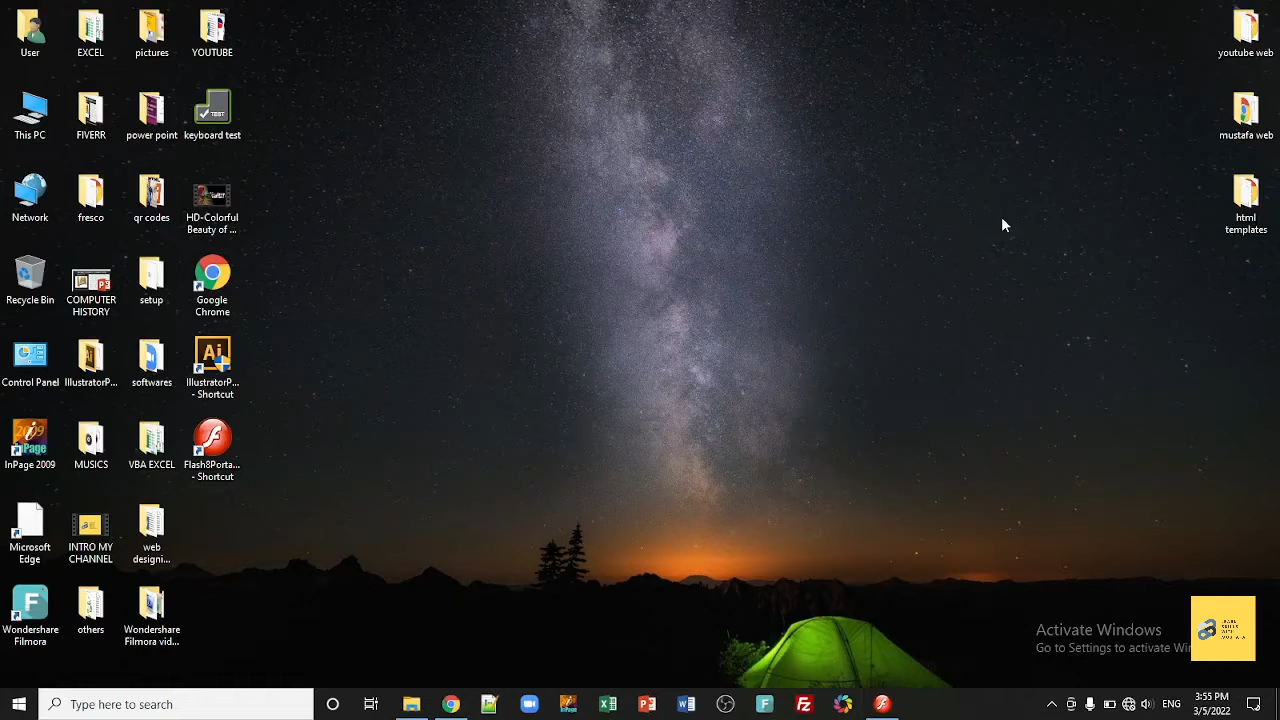 User
EXCEL
pictures
YOUTUBE
youtube web
This PC
FIVERR
power point
keyboard test
TEST
mustafa web
Network
fresco
qr codes
HD-Colorful
Beauty of ...
html
templates
Recycle Bin
COMPUTER
HISTORY
setup
Google
Chrome
Control Panel
IllustratorP...
softwares
Ai
IllustratorP...
- Shortcut
2009
InPage 2009
MUSICS
VBA EXCEL
Flash8Porta...
- Shortcut
Microsoft
Edge
INTRO MY
CHANNEL
web
designi...
Wondershare
Filmora
others
Wondershare
Filmora vid...
Activate Windows
Go to Settings to activate Wi
Type here to search
ENG
3:55 PM
3/5/2022